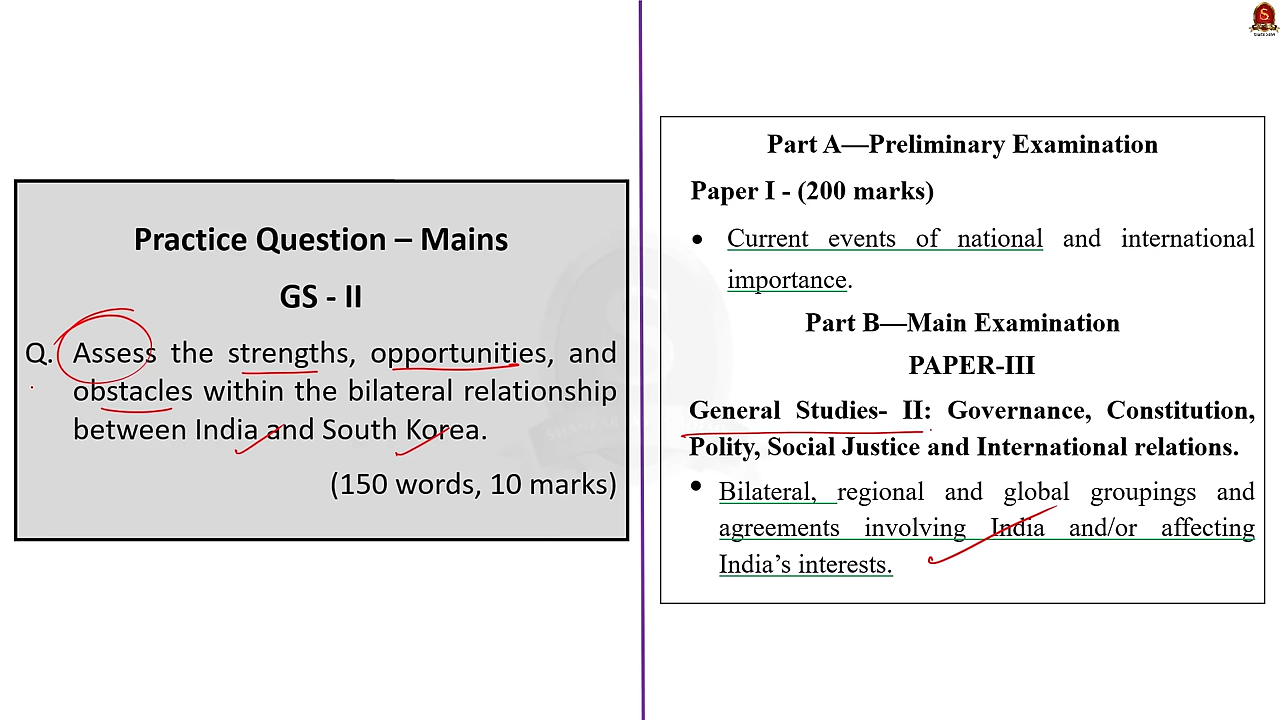 Practice Question – Mains
GS - II
Q. Assess the strengths, opportunities, and
obstacles within the bilateral relationship
between India and South Korea.
(150 words, 10 marks)
Part A—Preliminary Examination
Paper I - (200 marks)
• Current events of national and international
importance.
Part B—Main Examination
PAPER-III
General Studies- II: Governance, Constitution,
Polity, Social Justice and International relations.
• Bilateral, regional and global groupings and
agreements involving India and/or affecting
India’s interests.